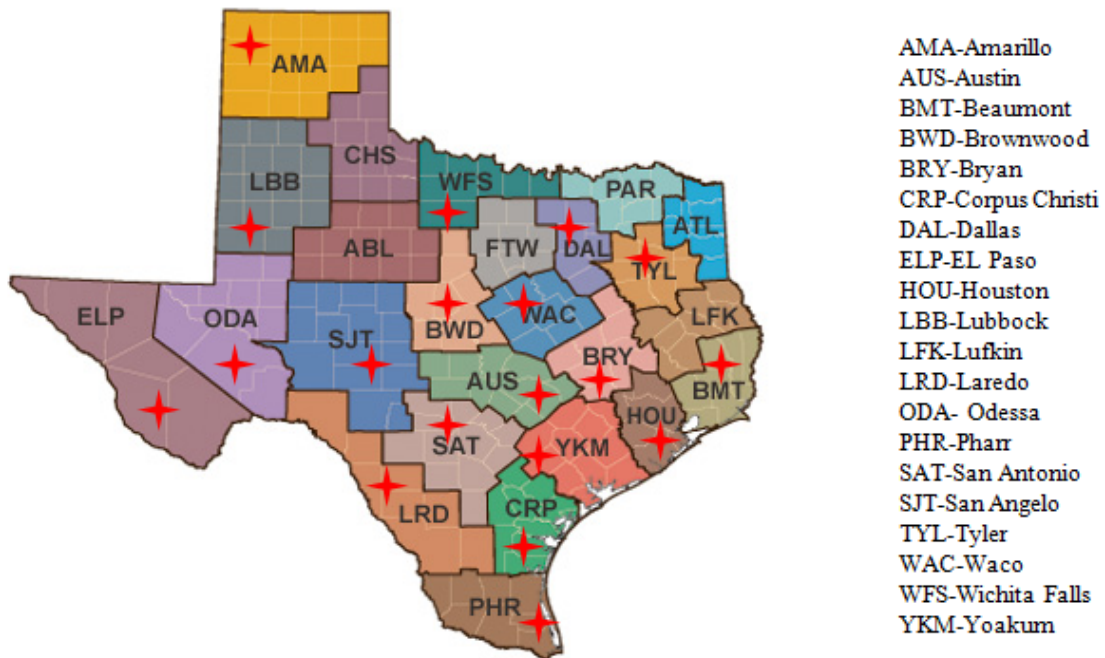 AMA
CHS
LBB
WFS
PAR
ATL
ABL
FTW
DAL
TYL
ELP
ODA
SJT
BWD
WAC
LFK
BRY
AUS
BMT
HOU
SAT
YKM
LRD
CRP
PHR
AMA-Amarillo
AUS-Austin
BMT-Beaumont
BWD-Brownwood
BRY-Bryan
CRP-Corpus Christi
DAL-Dallas
ELP-EL Paso
HOU-Houston
LBB-Lubbock
LFK-Lufkin
LRD-Laredo
ODA- Odessa
PHR-Pharr
SAT-San Antonio
SJT-San Angelo
TYL-Tyler
WAC-Waco
WFS-Wichita Falls
YKM-Yoakum